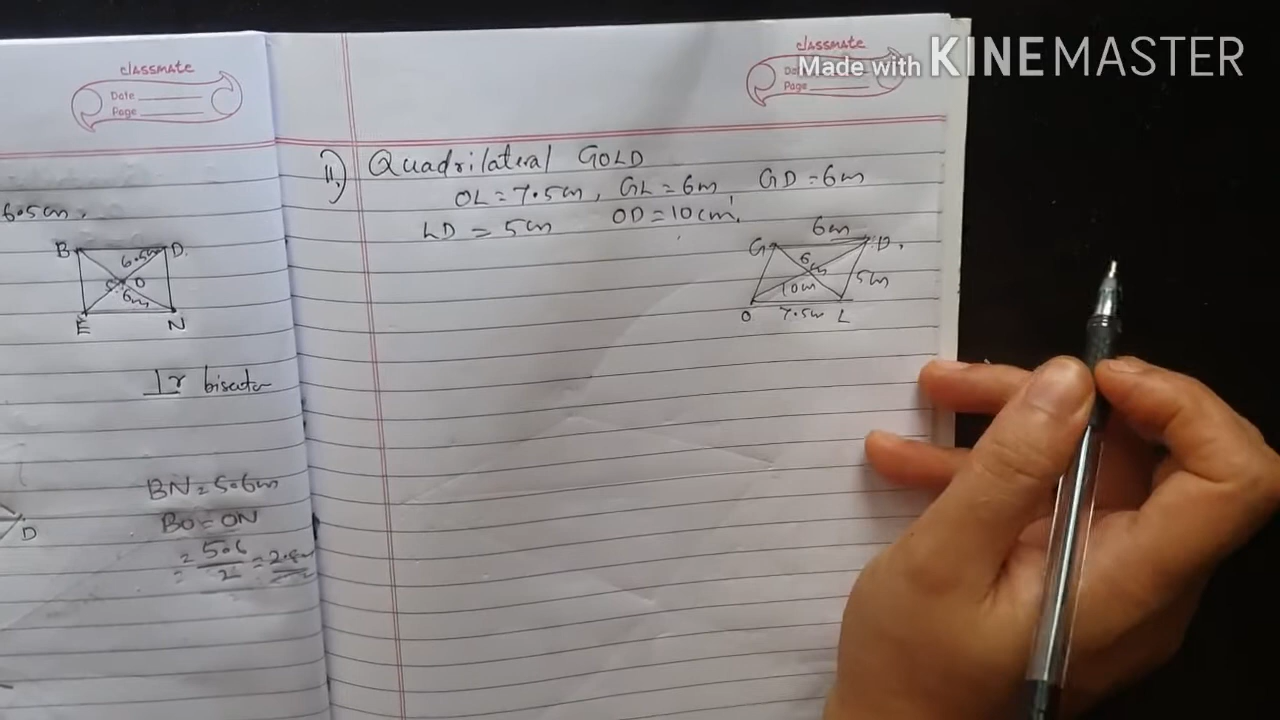 classmate
Date
Page
6.5cm,
B
6.5cm
D
O
6cm
E
N
⊥r bisector
BN = 5.6cm
BO = ON
= 5.6/2 = 2.8cm
D
classmate
Page
Made with KINEMASTER
ii.) Quadrilateral GOLD
OL = 7.5cm, GL = 6cm GD = 6cm
LD = 5cm OD = 10cm.
6cm
G
D.
6cm
10cm
5cm
O
7.5cm
L